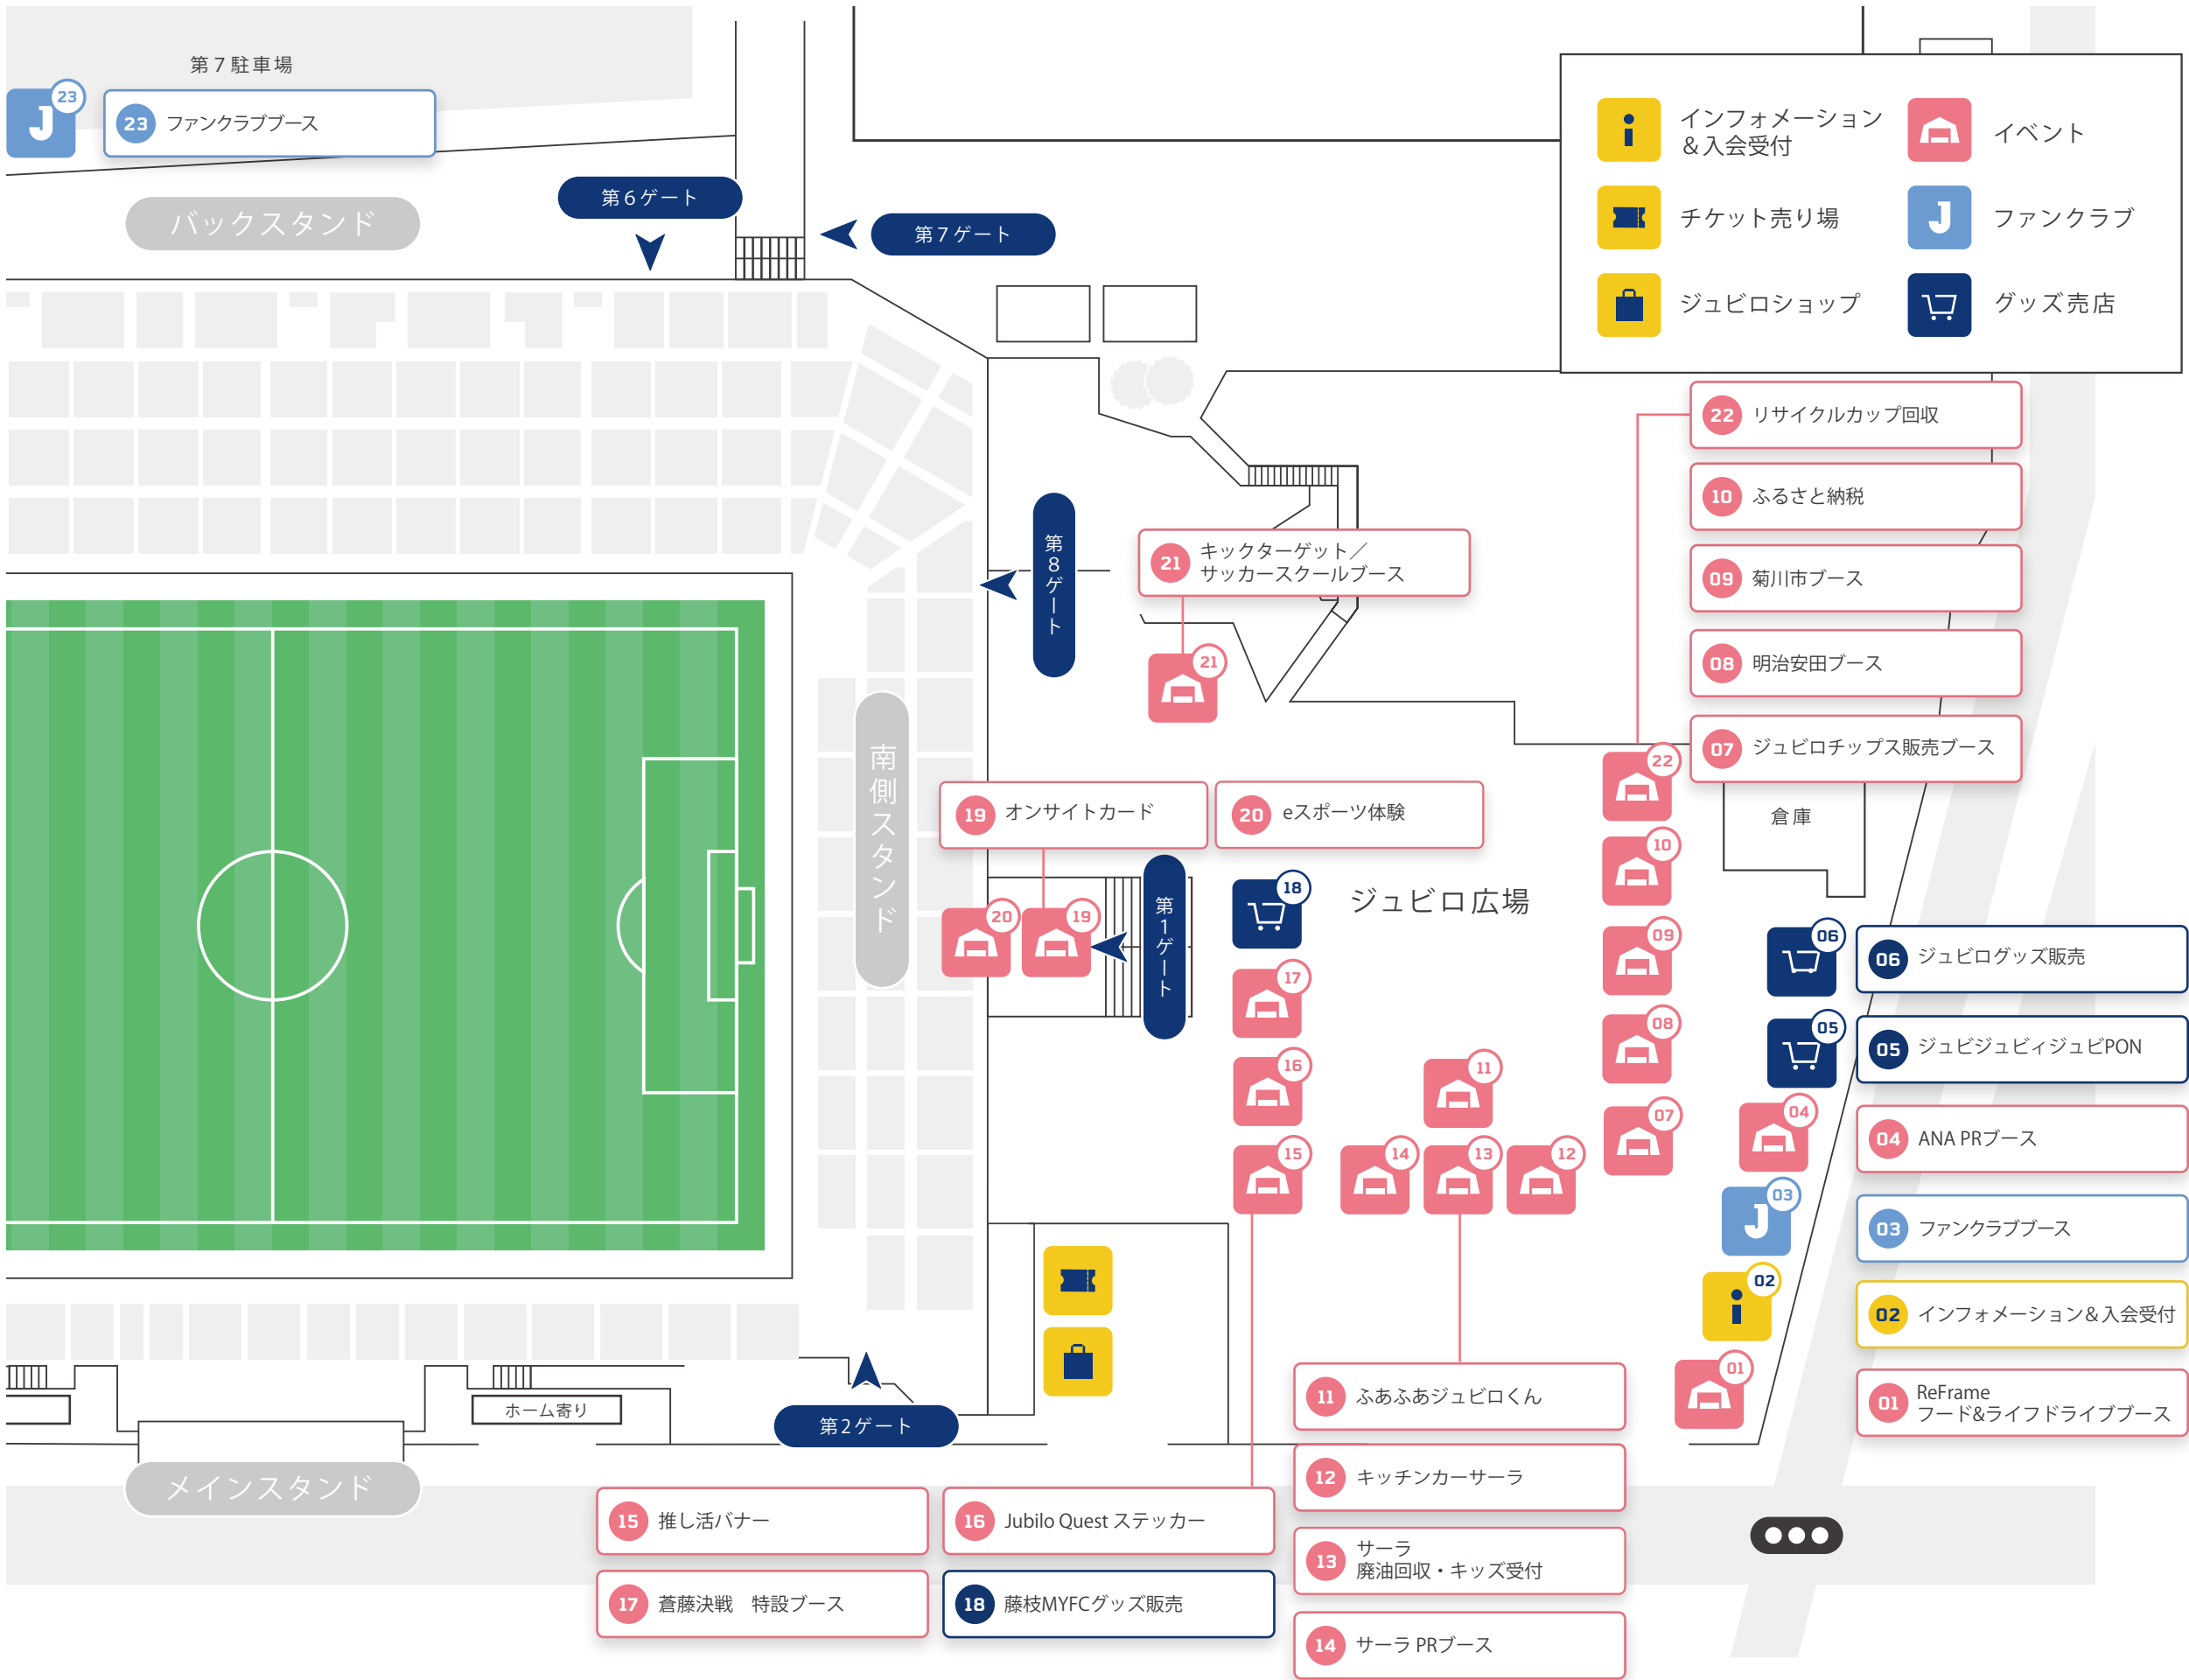 第7駐車場
23
23 ファンクラブブース
バックスタンド
第6ゲート
第7ゲート
インフォメーション
＆入会受付
イベント
チケット売り場
ファンクラブ
ジュビロショップ
グッズ売店
22 リサイクルカップ回収
10 ふるさと納税
09 菊川市ブース
08 明治安田ブース
07 ジュビロチップス販売ブース
第8ゲート
21 キックターゲット／
サッカースクールブース
21
南側スタンド
19 オンサイトカード
20 eスポーツ体験
22
倉庫
10
20
19
第1ゲート
18
ジュビロ広場
09
06
06 ジュビログッズ販売
17
08
05
05 ジュビジュビィジュビPON
16
11
07
04
04 ANA PRブース
15
14
13
12
03
03 ファンクラブブース
02
02 インフォメーション＆入会受付
01
01 ReFrame
フード&ライフドライブブース
ホーム寄り
第2ゲート
メインスタンド
11 ふあふあジュビロくん
12 キッチンカーサーラ
13 サーラ
廃油回収・キッズ受付
14 サーラ PRブース
15 推し活バナー
16 Jubilo Quest ステッカー
17 蒼藤決戦　特設ブース
18 藤枝MYFCグッズ販売